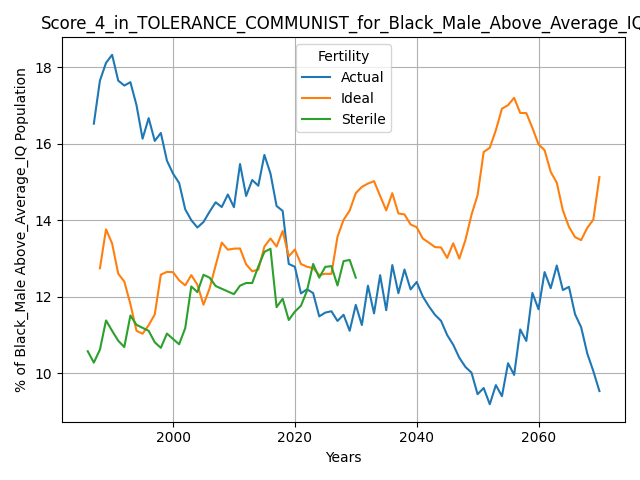 Score_4_in_TOLERANCE_COMMUNIST_for_Black_Male_Above_Average_IQ
% of Black_Male Above_Average_IQ Population
18
16
14
12
10
Fertility
Actual
Ideal
Sterile
2000
2020
2040
2060
Years